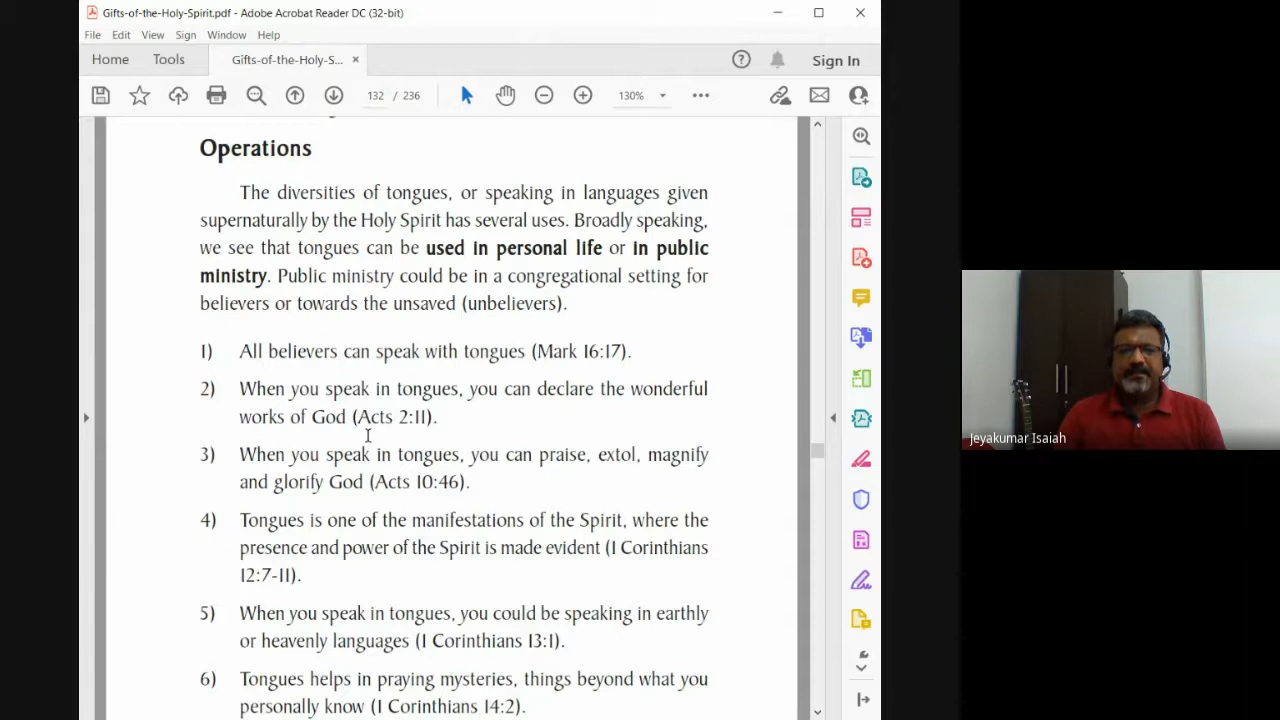 Gifts-of-the-Holy-Spirit.pdf - Adobe Acrobat Reader DC (32-bit)
File Edit View Sign Window Help
Home Tools Gifts-of-the-Holy-S... × Sign In
132 / 236 130%
Operations
The diversities of tongues, or speaking in languages given
supernaturally by the Holy Spirit has several uses. Broadly speaking,
we see that tongues can be used in personal life or in public
ministry. Public ministry could be in a congregational setting for
believers or towards the unsaved (unbelievers).
1) All believers can speak with tongues (Mark 16:17).
2) When you speak in tongues, you can declare the wonderful
works of God (Acts 2:11).
3) When you speak in tongues, you can praise, extol, magnify
and glorify God (Acts 10:46).
4) Tongues is one of the manifestations of the Spirit, where the
presence and power of the Spirit is made evident (I Corinthians
12:7-11).
5) When you speak in tongues, you could be speaking in earthly
or heavenly languages (I Corinthians 13:1).
6) Tongues helps in praying mysteries, things beyond what you
personally know (I Corinthians 14:2).
Jeyakumar Isaiah